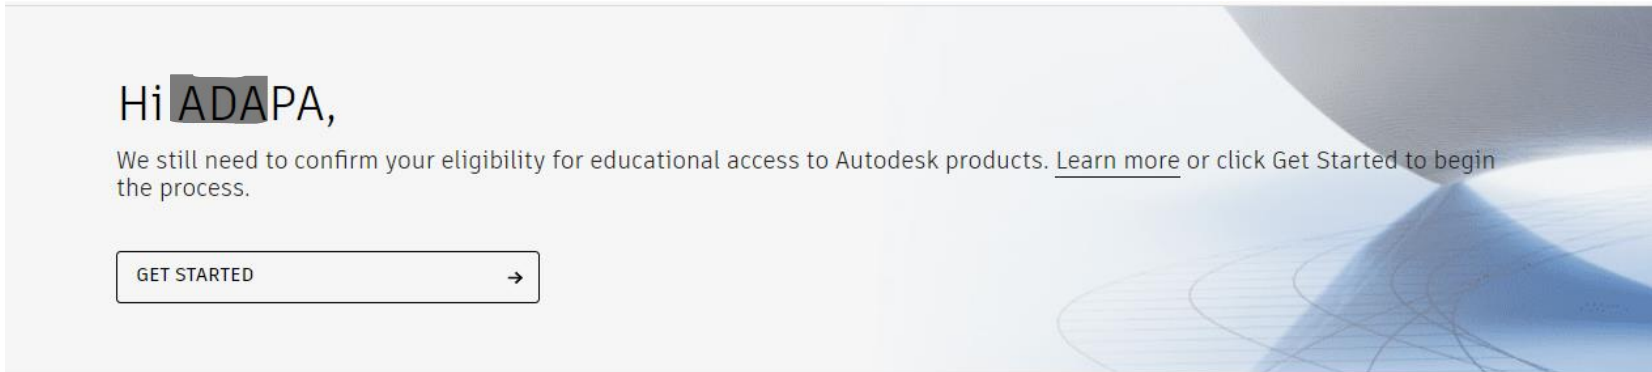 Hi ADAPA,
We still need to confirm your eligibility for educational access to Autodesk products. Learn more or click Get Started to begin
the process.
GET STARTED →